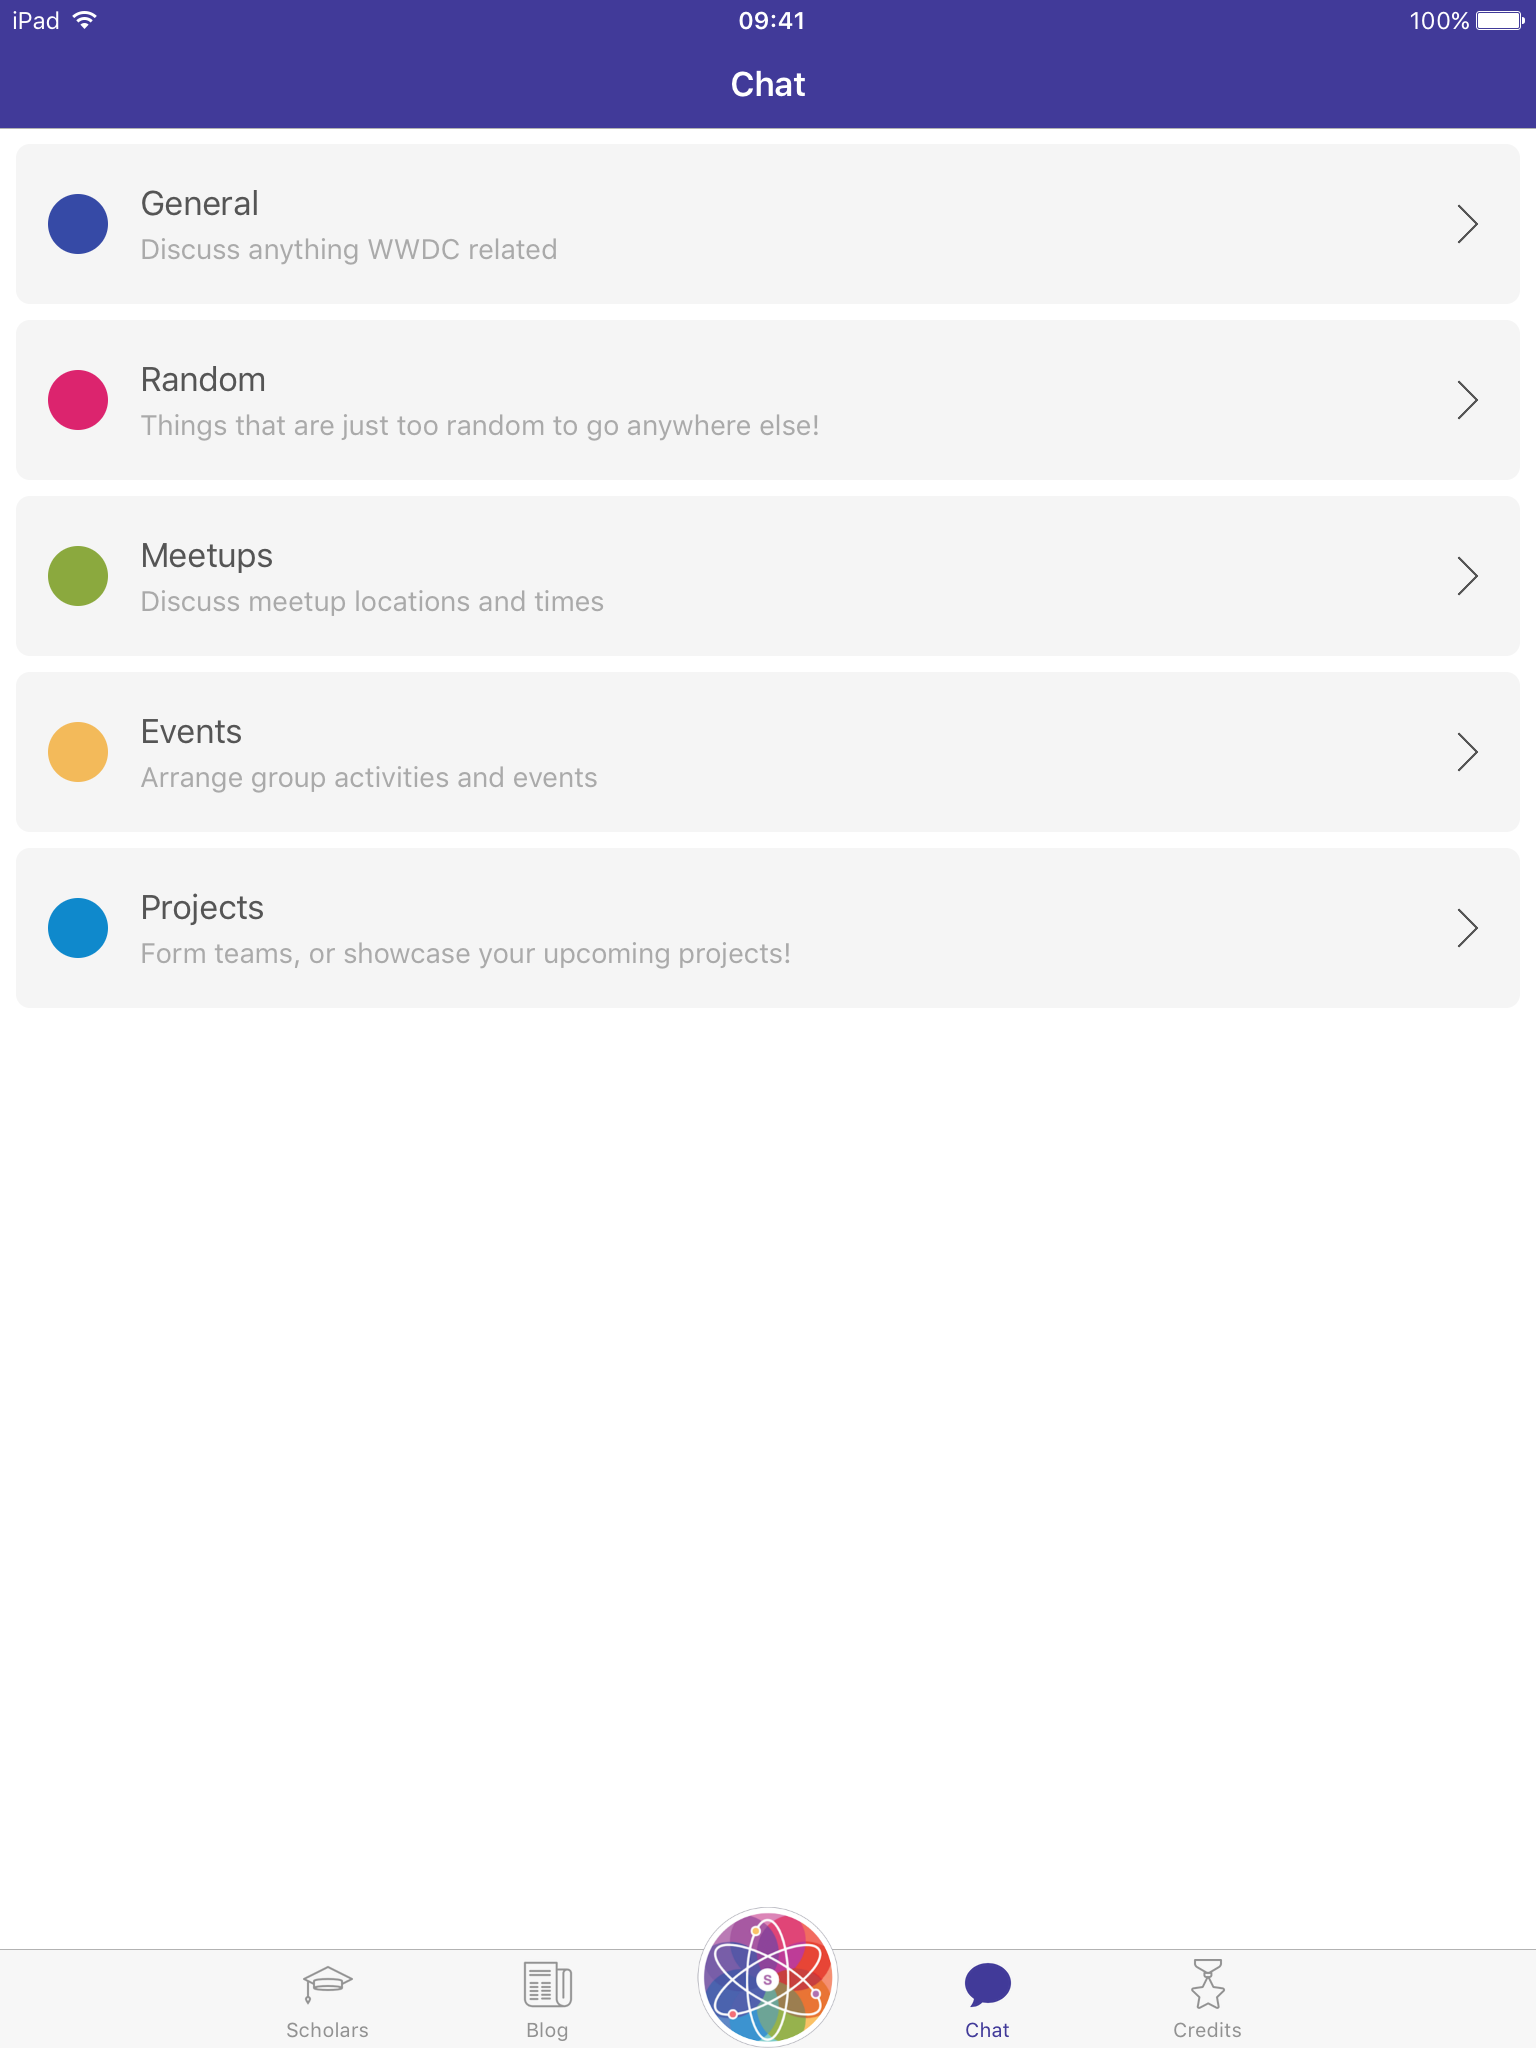 iPad 09:41 100%
Chat
General
Discuss anything WWDC related
Random
Things that are just too random to go anywhere else!
Meetups
Discuss meetup locations and times
Events
Arrange group activities and events
Projects
Form teams, or showcase your upcoming projects!
S
Scholars Blog Chat Credits